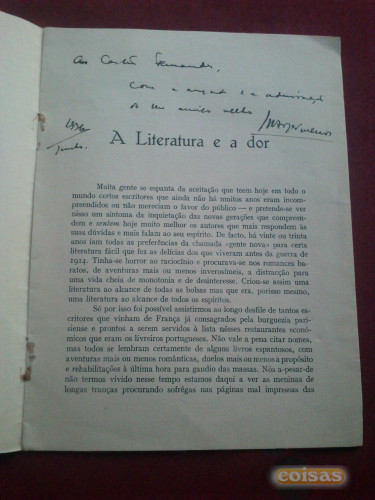 Ao Carlos Fernandes,
com a amizade e a admiração
do seu amigo velho
1936
Junho.
A Literatura e a dor
Muita gente se espanta da aceitação que teem hoje em todo o
mundo certos escritores que ainda não há muitos anos eram incom-
preendidos ou não mereciam o favor do público — e pretende-se ver
nisso um sintoma da inquietação das novas gerações que compreen-
dem e sentem hoje muito melhor os autores que mais respondem às
suas dúvidas e mais falam ao seu espírito. De facto, há vinte ou trinta
anos iam todas as preferências da chamada «gente nova» para certa
literatura fácil que fez as delícias dos que viveram antes da guerra de
1914. Tinha-se horror ao raciocínio e procurava-se nos romances ba-
ratos, de aventuras mais ou menos inverosímeis, a distracção para
uma vida cheia de monotonia e de desinteresse. Criou-se assim uma
literatura ao alcance de todas as bolsas mas que era, porisso mesmo,
uma literatura ao alcance de todos os espíritos.
Só por isso foi possível assistirmos ao longo desfile de tantos es-
critores que vinham de França já consagrados pela burguezia pari-
siense e prontos a serem servidos à lista nêsses restaurantes econó-
micos que eram os livreiros portugueses. Não vale a pena citar nomes,
mas todos se lembram certamente de alguns livros espantosos, com
aventuras mais ou menos românticas, duelos mais ou menos a propósito
e rehabilitações à última hora para gaudio das massas. Nós a-pesar-de
não termos vivido nesse tempo estamos daqui a ver as meninas de
longas tranças procurando sofrêgas nas páginas mal impressas das
coisas